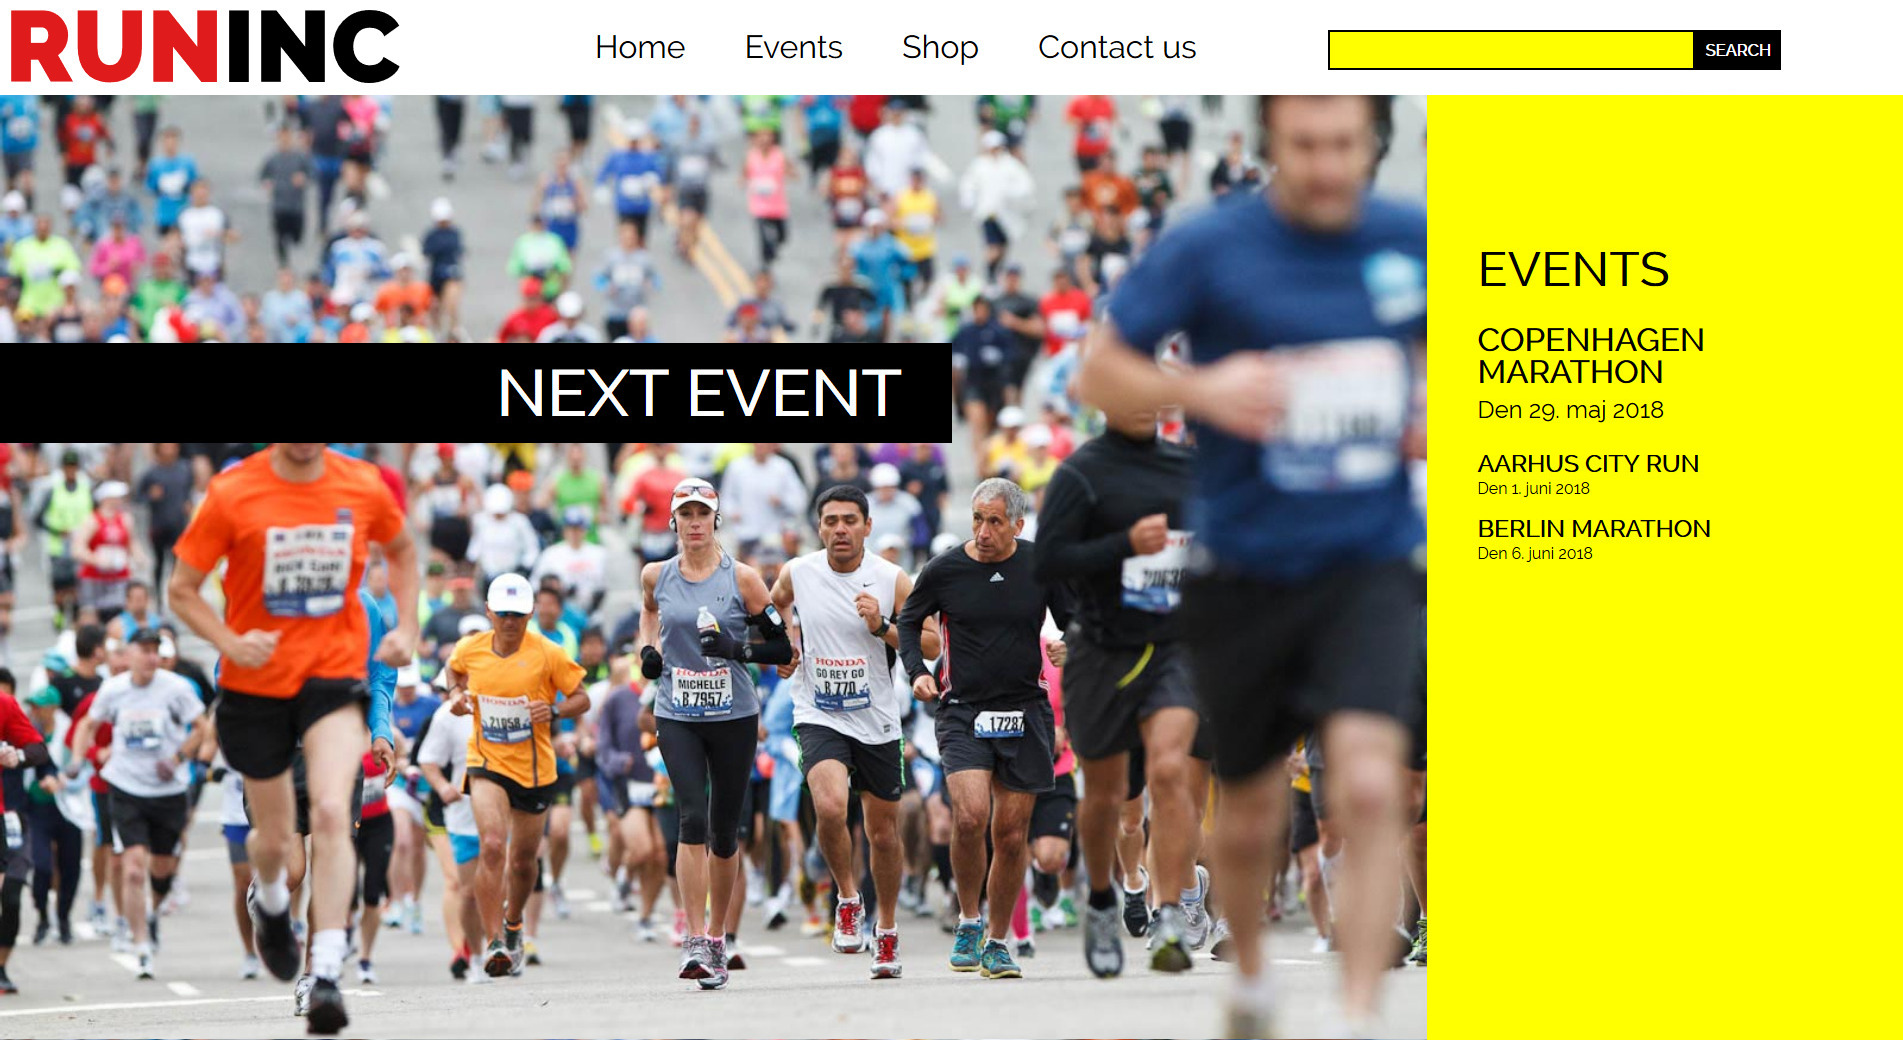 RUNINC
Home Events Shop Contact us
SEARCH
NEXT EVENT
EVENTS
COPENHAGEN
MARATHON
Den 29. maj 2018
AARHUS CITY RUN
Den 1. juni 2018
BERLIN MARATHON
Den 6. juni 2018
HONDA
21058
HONDA
MICHELLE
B.7957
HONDA
GO REY GO
B.770
17287